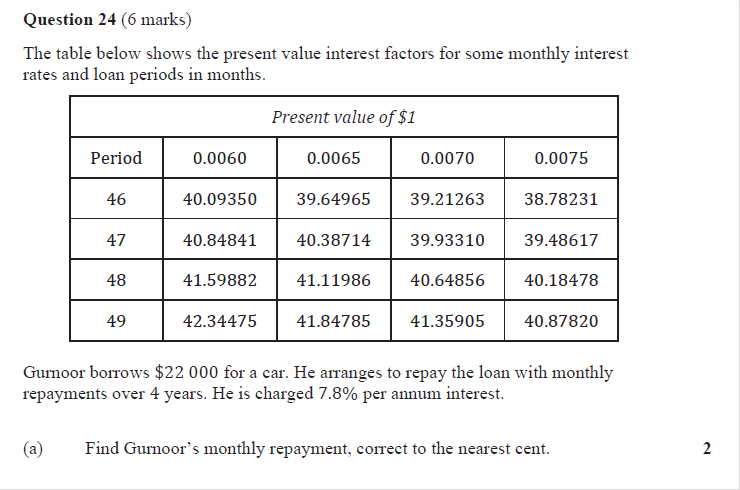 Question 24 (6 marks)
The table below shows the present value interest factors for some monthly interest
rates and loan periods in months.
Present value of $1
Period 0.0060 0.0065 0.0070 0.0075
46 40.09350 39.64965 39.21263 38.78231
47 40.84841 40.38714 39.93310 39.48617
48 41.59882 41.11986 40.64856 40.18478
49 42.34475 41.84785 41.35905 40.87820
Gurnoor borrows $22 000 for a car. He arranges to repay the loan with monthly
repayments over 4 years. He is charged 7.8% per annum interest.
(a) Find Gurnoor’s monthly repayment, correct to the nearest cent. 2